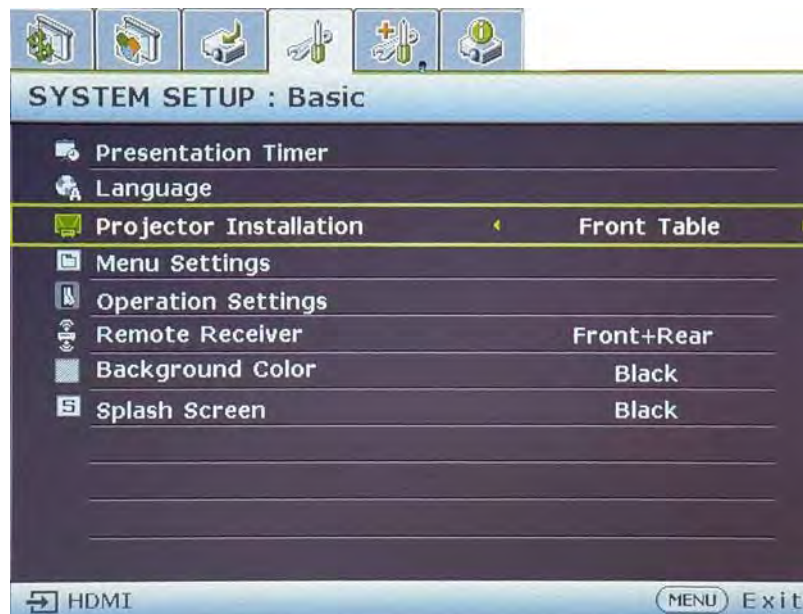 SYSTEM SETUP : Basic
Presentation Timer
Language
Projector Installation Front Table
Menu Settings
Operation Settings
Remote Receiver Front+Rear
Background Color Black
Splash Screen Black
HDMI MENU Exit